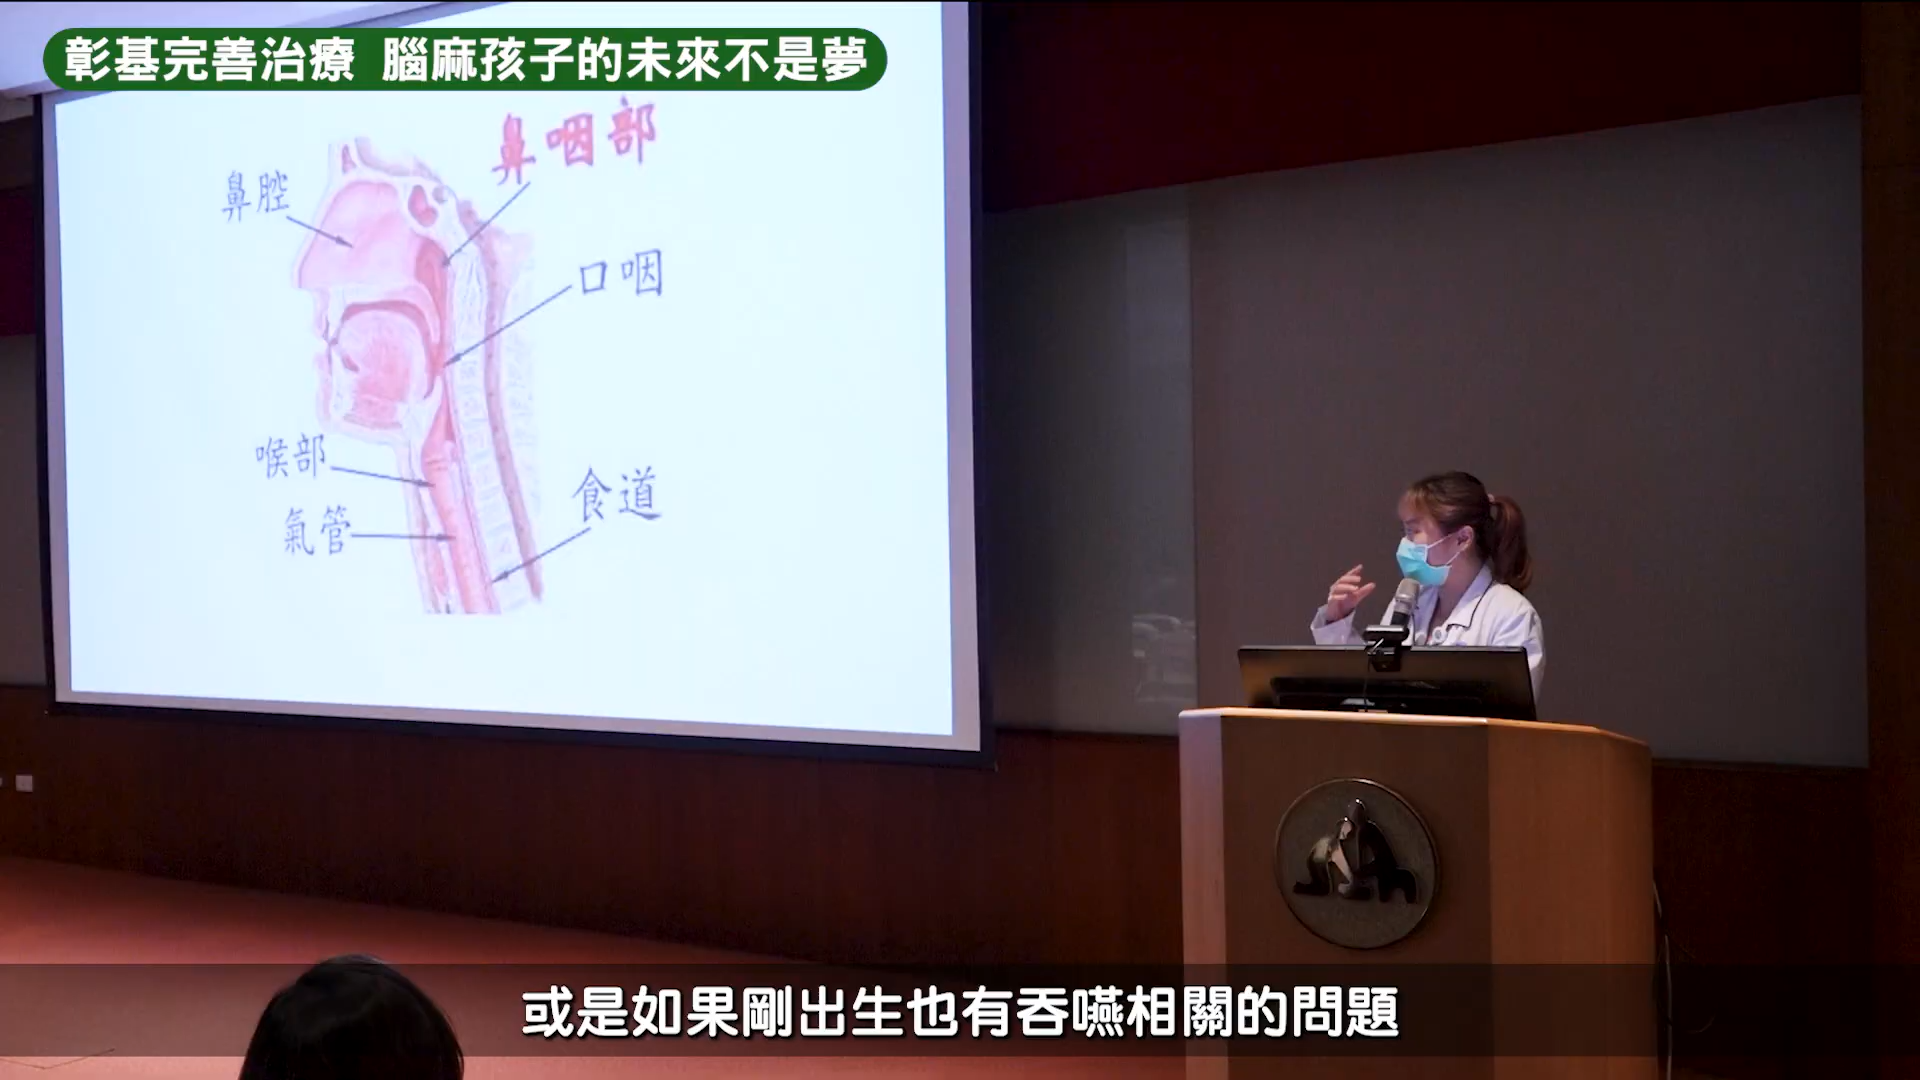 彰基完善治療 腦麻孩子的未來不是夢
鼻咽部
鼻腔
口咽
喉部
食道
氣管
或是如果剛出生也有吞嚥相關的問題